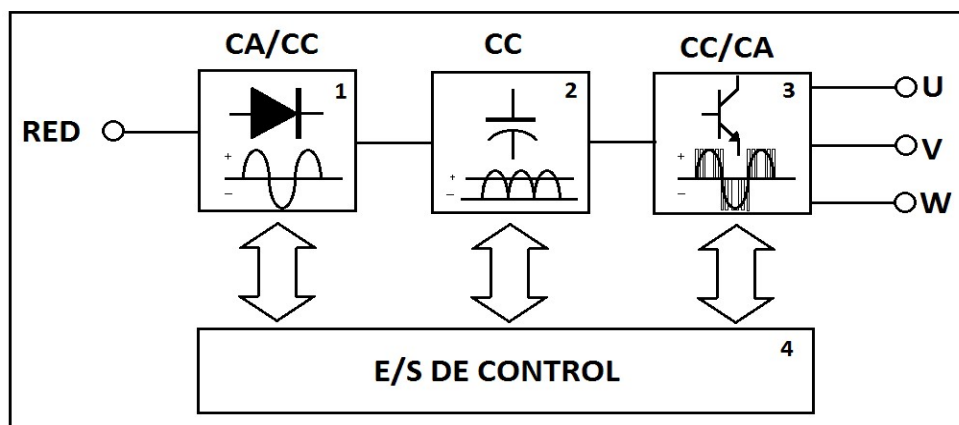 CA/CC
CC
CC/CA
1
2
3
RED
U
V
W
+
–
+
–
+
–
4
E/S DE CONTROL